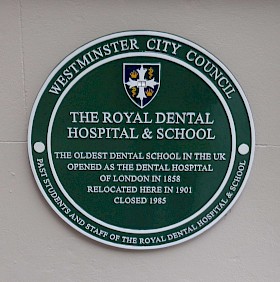 WESTMINSTER CITY COUNCIL
THE ROYAL DENTAL
HOSPITAL & SCHOOL
THE OLDEST DENTAL SCHOOL IN THE UK
OPENED AS THE DENTAL HOSPITAL
OF LONDON IN 1858
RELOCATED HERE IN 1901
CLOSED 1985
PAST STUDENTS AND STAFF OF THE ROYAL DENTAL HOSPITAL & SCHOOL